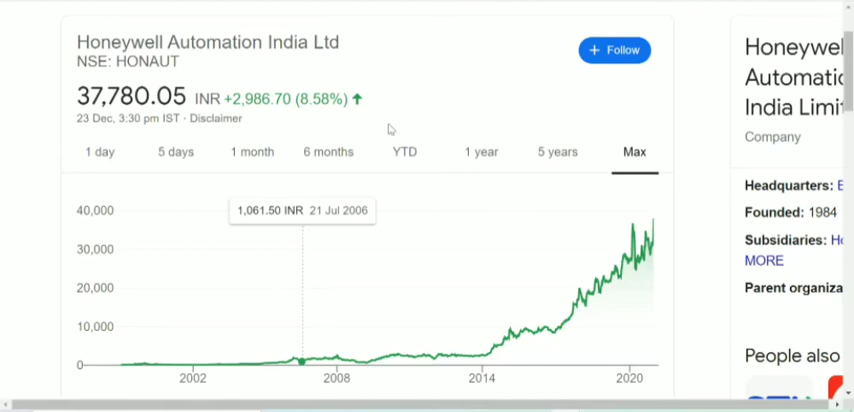 Honeywell Automation India Ltd
NSE: HONAUT
+ Follow
37,780.05 INR +2,986.70 (8.58%) ↑
23 Dec, 3:30 pm IST · Disclaimer
1 day 5 days 1 month 6 months YTD 1 year 5 years Max
1,061.50 INR 21 Jul 2006
40,000
30,000
20,000
10,000
0
2002 2008 2014 2020
Honeywel
Automatic
India Limi
Company
Headquarters:
Founded: 1984
Subsidiaries: Ho
MORE
Parent organiza
People also